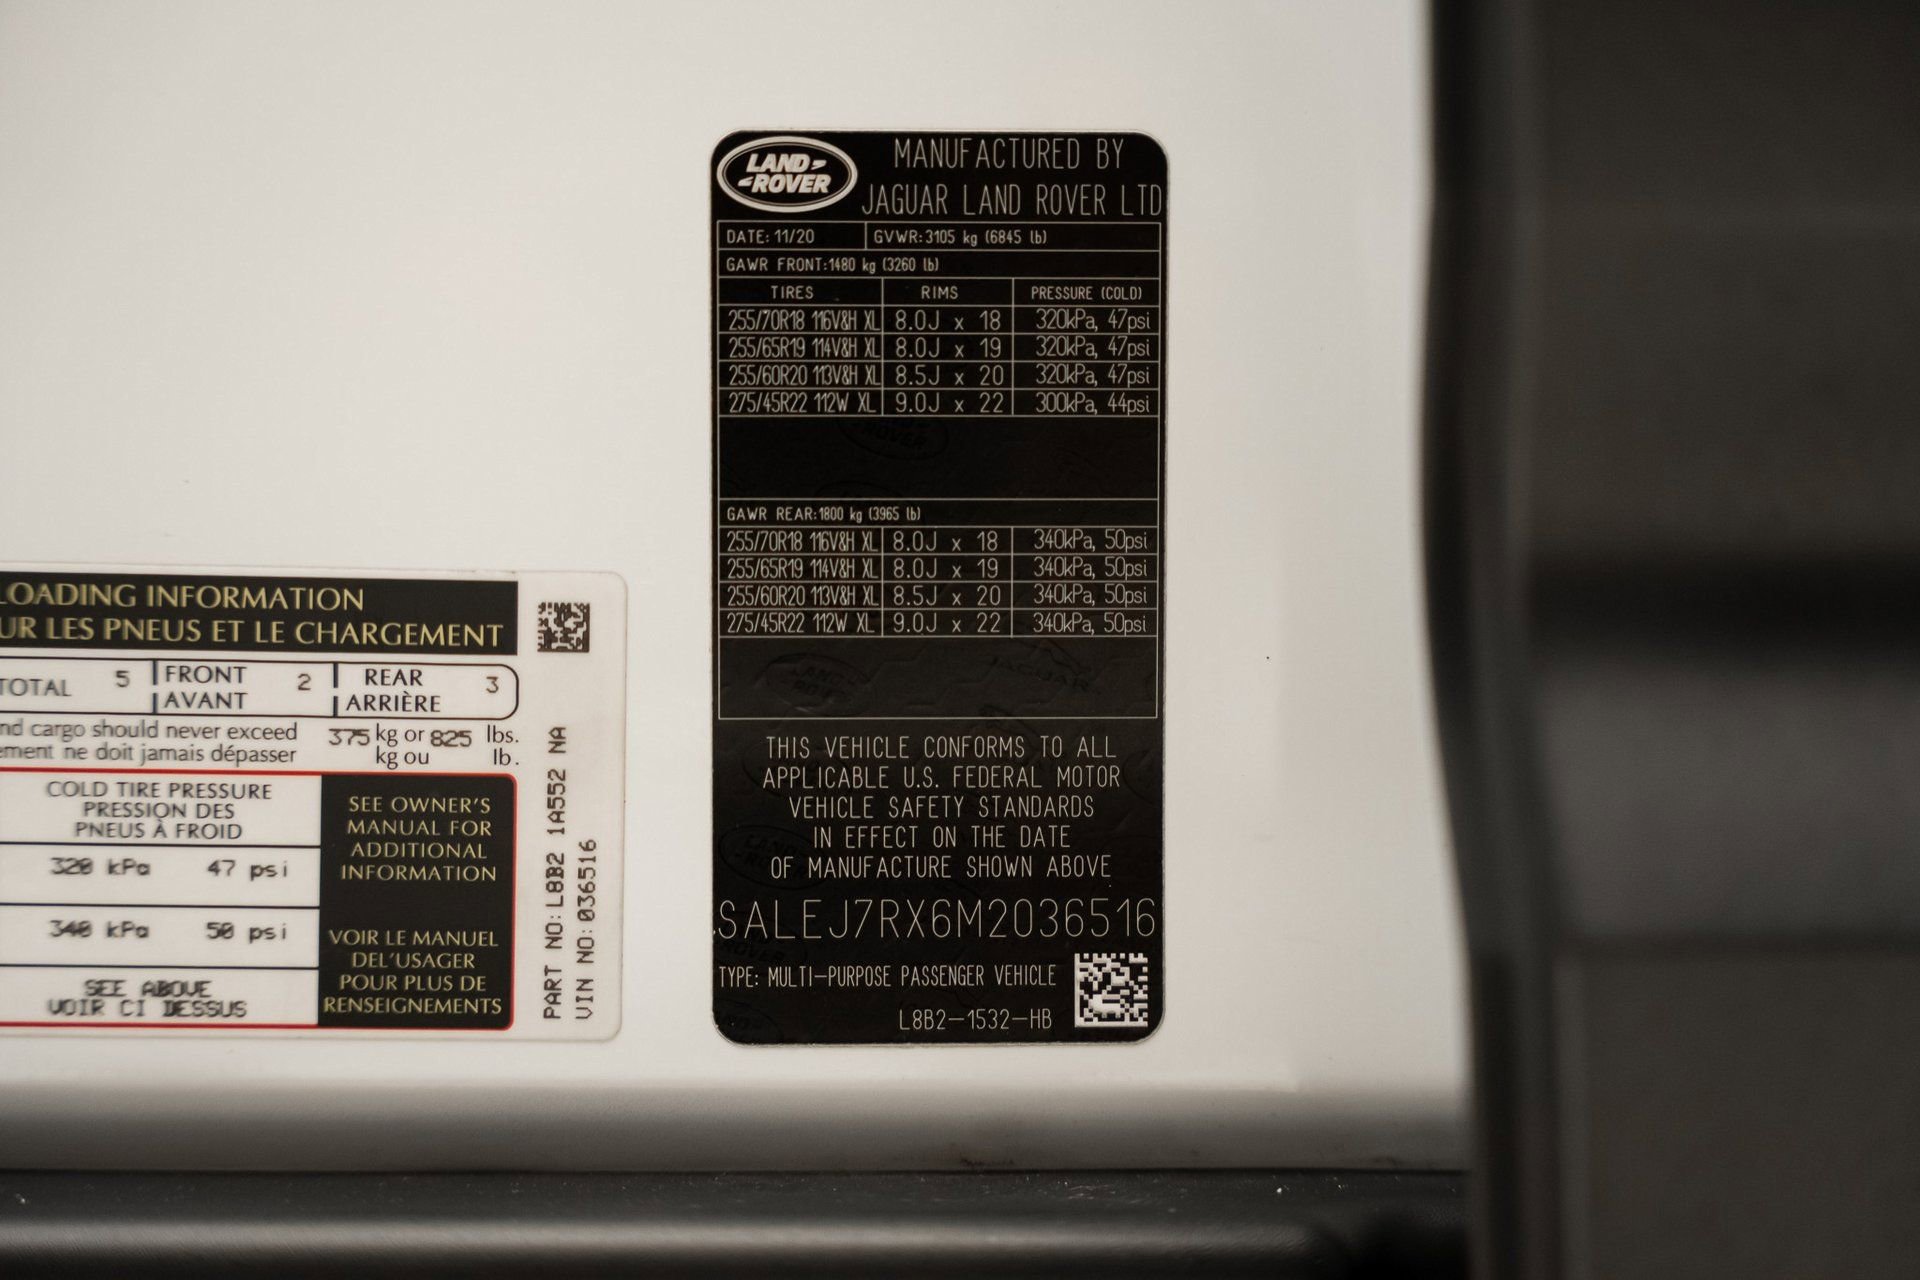 LAND
ROVER
MANUFACTURED BY
JAGUAR LAND ROVER LTD
DATE: 11/20 GVWR: 3105 kg (6845 lb)
GAWR FRONT: 1480 kg (3260 lb)
TIRES RIMS PRESSURE (COLD)
255/70R18 116V&H XL 8.0J x 18 320kPa, 47psi
255/65R19 114V&H XL 8.0J x 19 320kPa, 47psi
255/60R20 113V&H XL 8.5J x 20 320kPa, 47psi
275/45R22 112W XL 9.0J x 22 300kPa, 44psi
GAWR REAR: 1800 kg (3965 lb)
255/70R18 116V&H XL 8.0J x 18 340kPa, 50psi
255/65R19 114V&H XL 8.0J x 19 340kPa, 50psi
255/60R20 113V&H XL 8.5J x 20 340kPa, 50psi
275/45R22 112W XL 9.0J x 22 340kPa, 50psi
THIS VEHICLE CONFORMS TO ALL
APPLICABLE U.S. FEDERAL MOTOR
VEHICLE SAFETY STANDARDS
IN EFFECT ON THE DATE
OF MANUFACTURE SHOWN ABOVE
SALEJ7RX6M2036516
TYPE: MULTI-PURPOSE PASSENGER VEHICLE
L8B2-1532-HB
LOADING INFORMATION
UR LES PNEUS ET LE CHARGEMENT
TOTAL 5 FRONT 2 REAR 3
AVANT ARRIÈRE
nd cargo should never exceed 375 kg or 825 lbs.
ement ne doit jamais dépasser kg ou lb.
COLD TIRE PRESSURE
PRESSION DES
PNEUS À FROID
320 kPa 47 psi
340 kPa 50 psi
SEE ABOVE
VOIR CI DESSUS
SEE OWNER'S
MANUAL FOR
ADDITIONAL
INFORMATION
VOIR LE MANUEL
DEL'USAGER
POUR PLUS DE
RENSEIGNEMENTS
PART NO: L8B2 1A552 NA
VIN NO: 036516